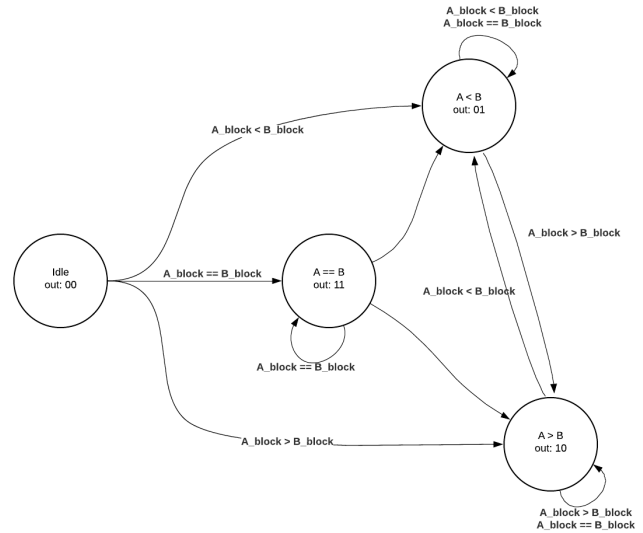 A_block < B_block
A_block == B_block
A < B
out: 01
A_block < B_block
A_block > B_block
Idle
out: 00
A_block == B_block
A == B
out: 11
A_block < B_block
A_block == B_block
A_block > B_block
A > B
out: 10
A_block > B_block
A_block == B_block